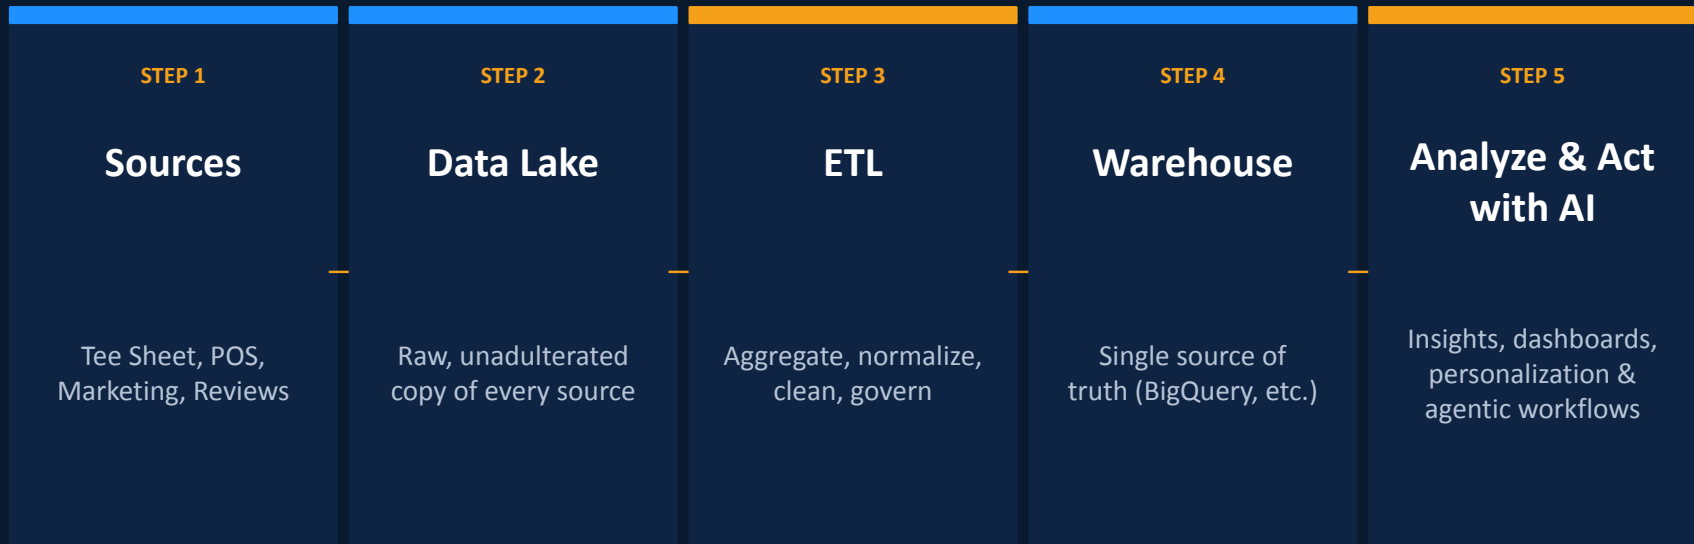 STEP 1
Sources
Tee Sheet, POS,
Marketing, Reviews
STEP 2
Data Lake
Raw, unadulterated
copy of every source
STEP 3
ETL
Aggregate, normalize,
clean, govern
STEP 4
Warehouse
Single source of
truth (BigQuery, etc.)
STEP 5
Analyze & Act
with AI
Insights, dashboards,
personalization &
agentic workflows